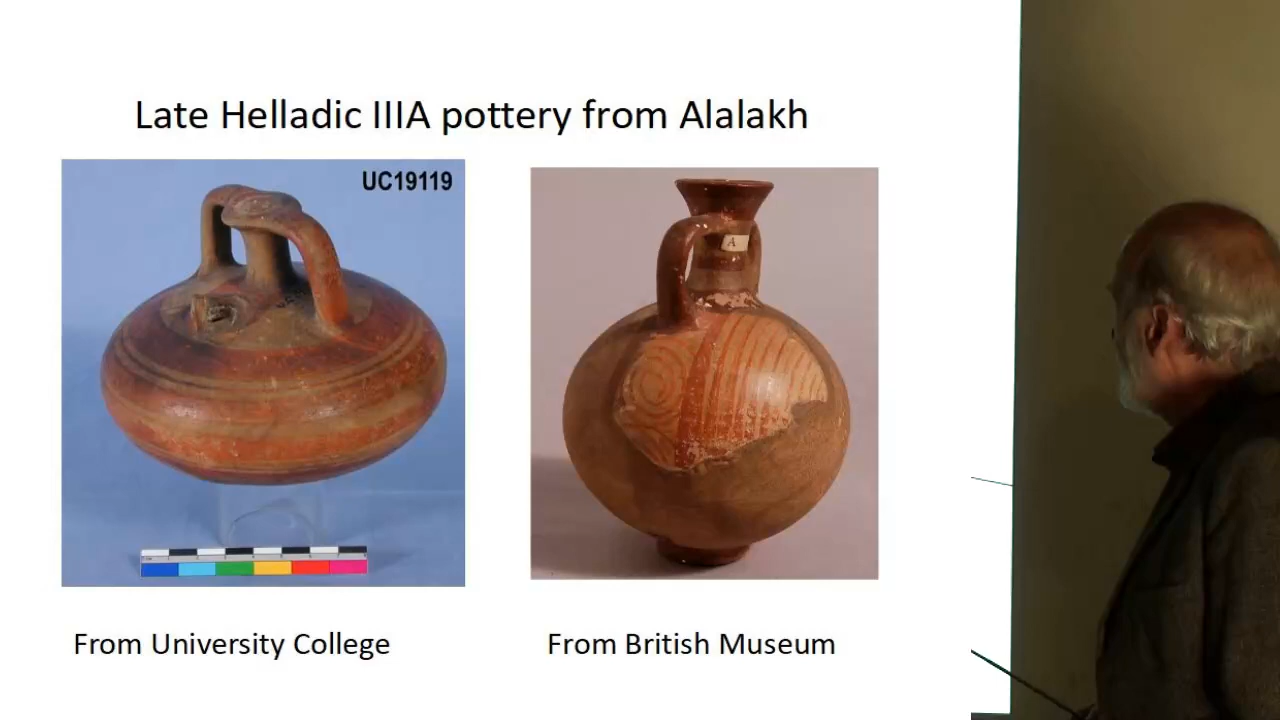 Late Helladic IIIA pottery from Alalakh
UC19119
A
From University College
From British Museum